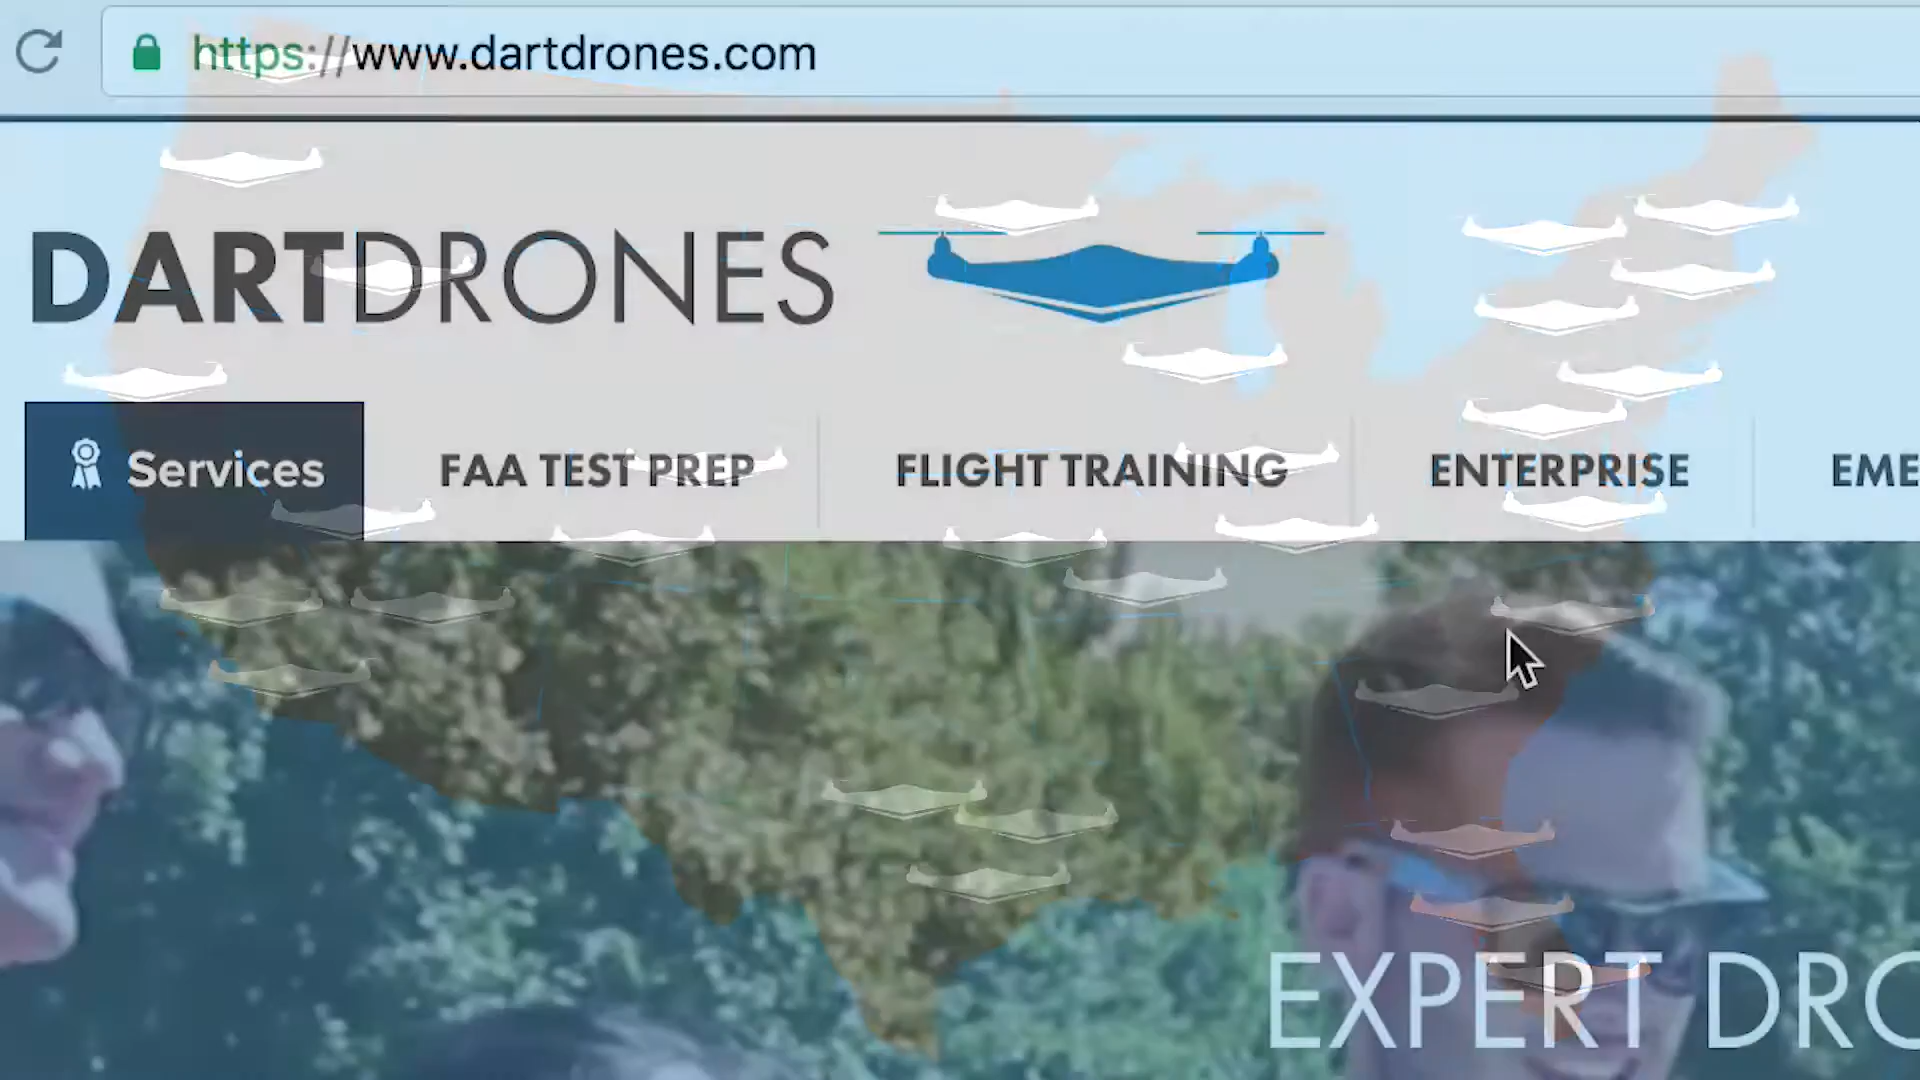 https://www.dartdrones.com
DARTDRONES
Services FAA TEST PREP FLIGHT TRAINING ENTERPRISE EME
EXPERT DRO